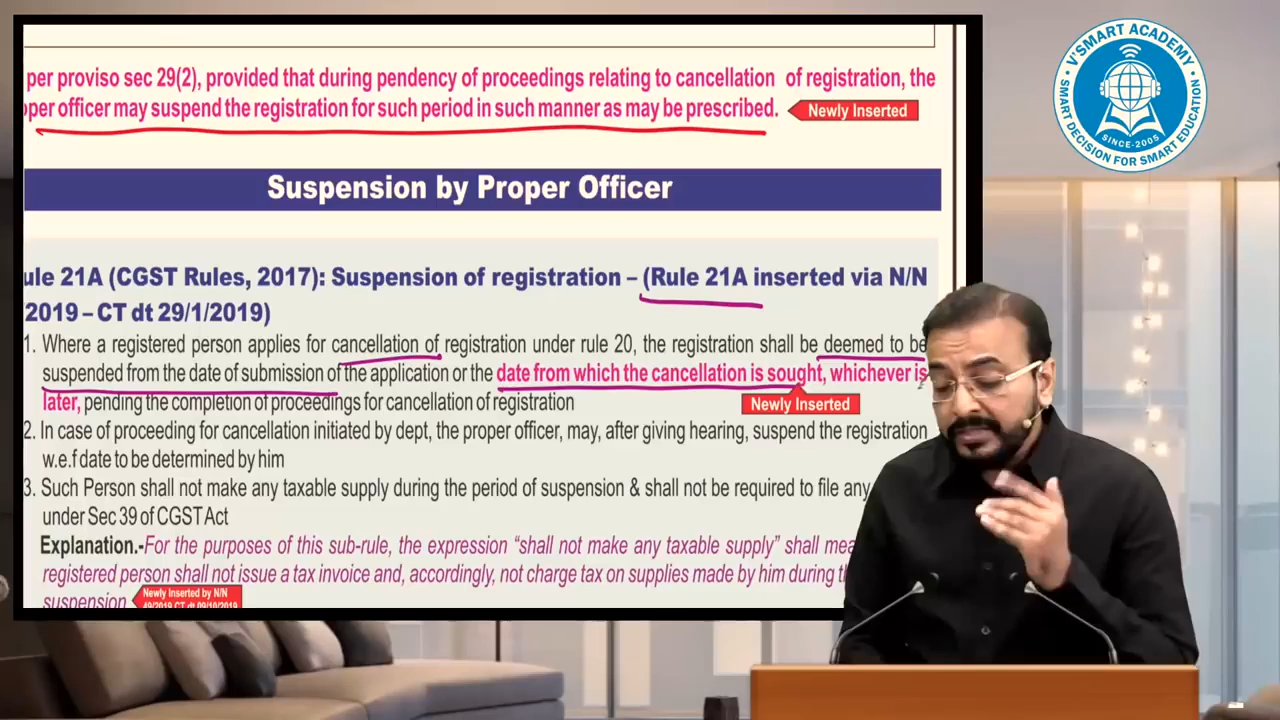 per proviso sec 29(2), provided that during pendency of proceedings relating to cancellation of registration, the
per officer may suspend the registration for such period in such manner as may be prescribed.
Newly Inserted
Suspension by Proper Officer
ule 21A (CGST Rules, 2017): Suspension of registration – (Rule 21A inserted via N/N
2019 – CT dt 29/1/2019)
1. Where a registered person applies for cancellation of registration under rule 20, the registration shall be deemed to be
suspended from the date of submission of the application or the date from which the cancellation is sought, whichever is
later, pending the completion of proceedings for cancellation of registration
Newly Inserted
2. In case of proceeding for cancellation initiated by dept, the proper officer, may, after giving hearing, suspend the registration
w.e.f date to be determined by him
3. Such Person shall not make any taxable supply during the period of suspension & shall not be required to file any
under Sec 39 of CGST Act
Explanation.-For the purposes of this sub-rule, the expression "shall not make any taxable supply" shall mea
registered person shall not issue a tax invoice and, accordingly, not charge tax on supplies made by him during th
suspension
Newly Inserted by N/N
49/2019 CT dt 09/10/2019
V'SMART ACADEMY
SINCE-2005
SMART DECISION FOR SMART EDUCATION